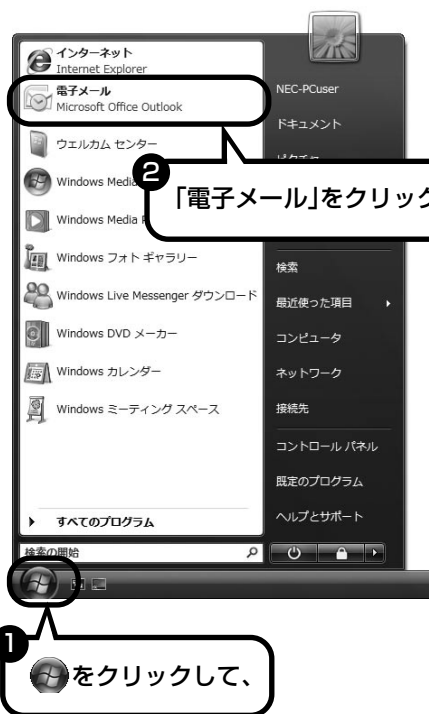 インターネット
Internet Explorer
電子メール
Microsoft Office Outlook
ウェルカム センター
Windows Media
Windows Media
Windows フォト ギャラリー
Windows Live Messenger ダウンロード
Windows DVD メーカー
Windows カレンダー
Windows ミーティング スペース
すべてのプログラム
検索の開始
NEC-PCuser
ドキュメント
検索
最近使った項目
コンピュータ
ネットワーク
接続先
コントロール パネル
既定のプログラム
ヘルプとサポート
2
「電子メール」をクリック
1
をクリックして、